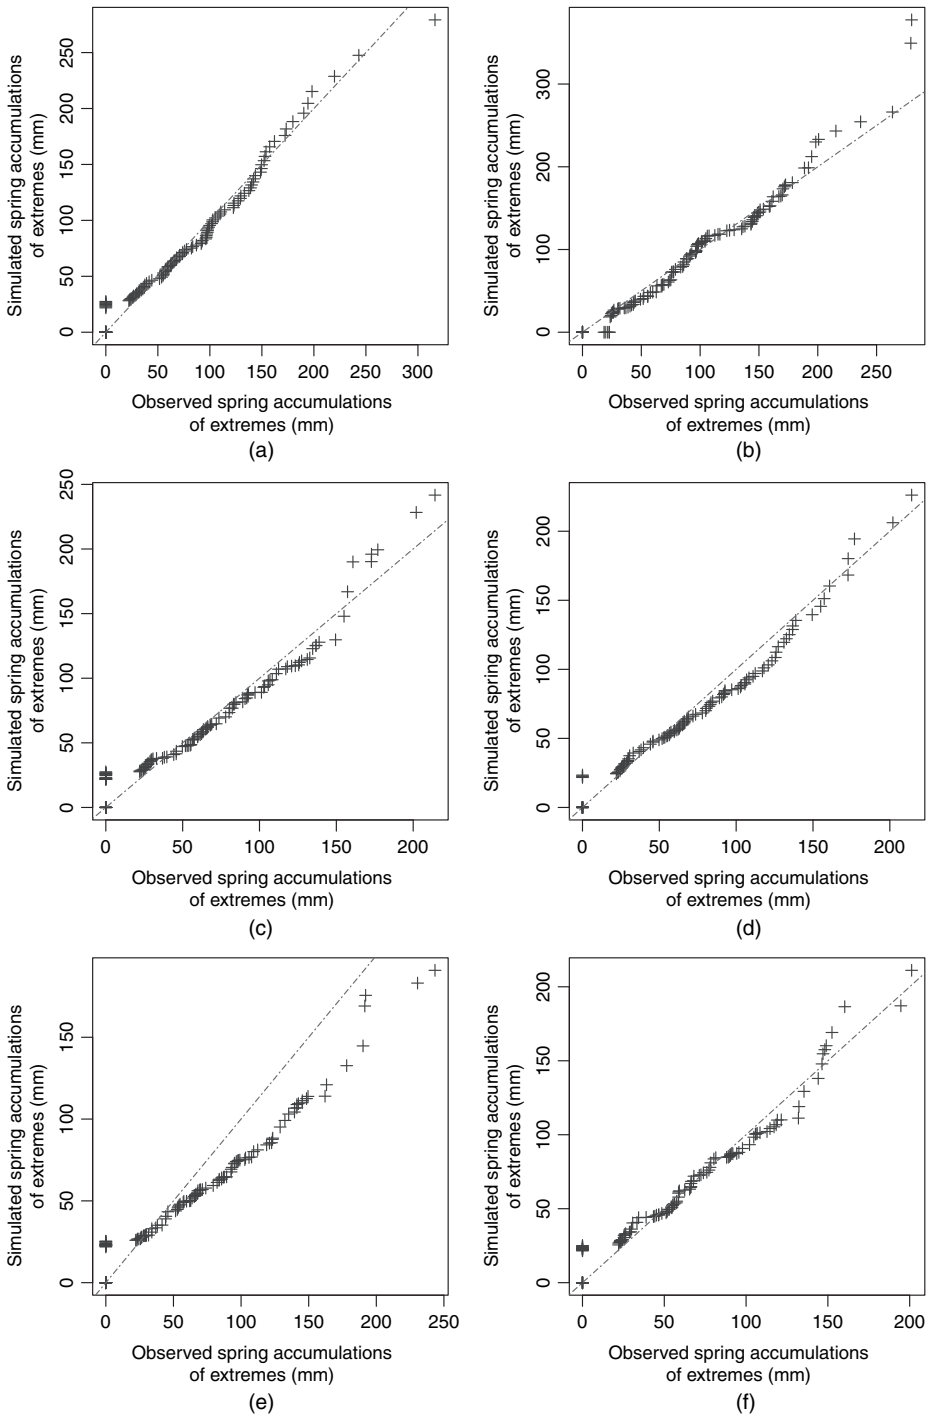 Simulated spring accumulations
of extremes (mm)
0 50 100 150 200 250
0 50 100 150 200 250 300
Observed spring accumulations
of extremes (mm)
(a)
Simulated spring accumulations
of extremes (mm)
0 100 200 300
0 50 100 150 200 250
Observed spring accumulations
of extremes (mm)
(b)
Simulated spring accumulations
of extremes (mm)
0 50 100 150 200 250
0 50 100 150 200
Observed spring accumulations
of extremes (mm)
(c)
Simulated spring accumulations
of extremes (mm)
0 50 100 150 200
0 50 100 150 200
Observed spring accumulations
of extremes (mm)
(d)
Simulated spring accumulations
of extremes (mm)
0 50 100 150
0 50 100 150 200 250
Observed spring accumulations
of extremes (mm)
(e)
Simulated spring accumulations
of extremes (mm)
0 50 100 150 200
0 50 100 150 200
Observed spring accumulations
of extremes (mm)
(f)